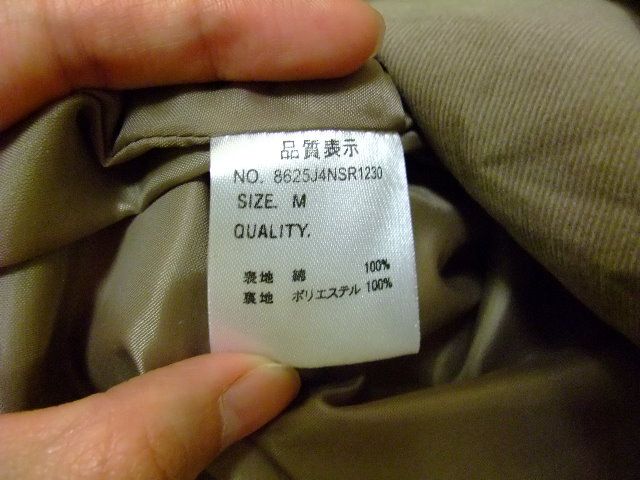 品質表示
NO. 8625J4NSR1230
SIZE. M
QUALITY.
表地 綿 100%
裏地 ポリエステル 100%